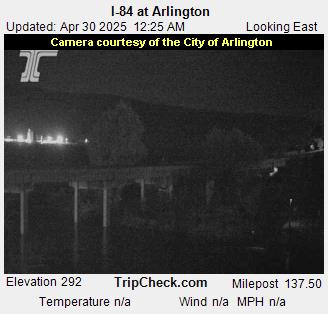 I-84 at Arlington
Updated: Apr 30 2025 12:25 AM Looking East
Camera courtesy of the City of Arlington
Elevation 292 TripCheck.com Milepost 137.50
Temperature n/a Wind n/a MPH n/a